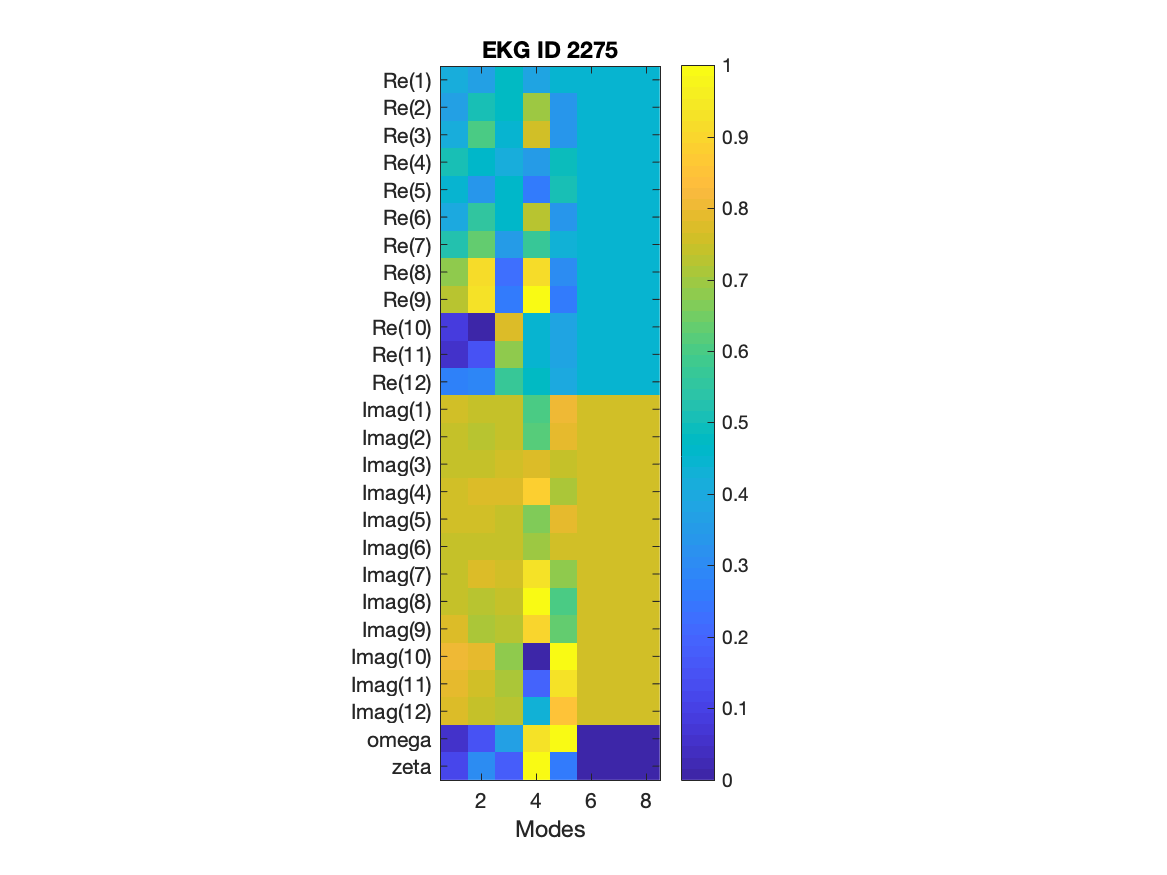 EKG ID 2275
Re(1)
Re(2)
Re(3)
Re(4)
Re(5)
Re(6)
Re(7)
Re(8)
Re(9)
Re(10)
Re(11)
Re(12)
Imag(1)
Imag(2)
Imag(3)
Imag(4)
Imag(5)
Imag(6)
Imag(7)
Imag(8)
Imag(9)
Imag(10)
Imag(11)
Imag(12)
omega
zeta
2 4 6 8
Modes
1
0.9
0.8
0.7
0.6
0.5
0.4
0.3
0.2
0.1
0